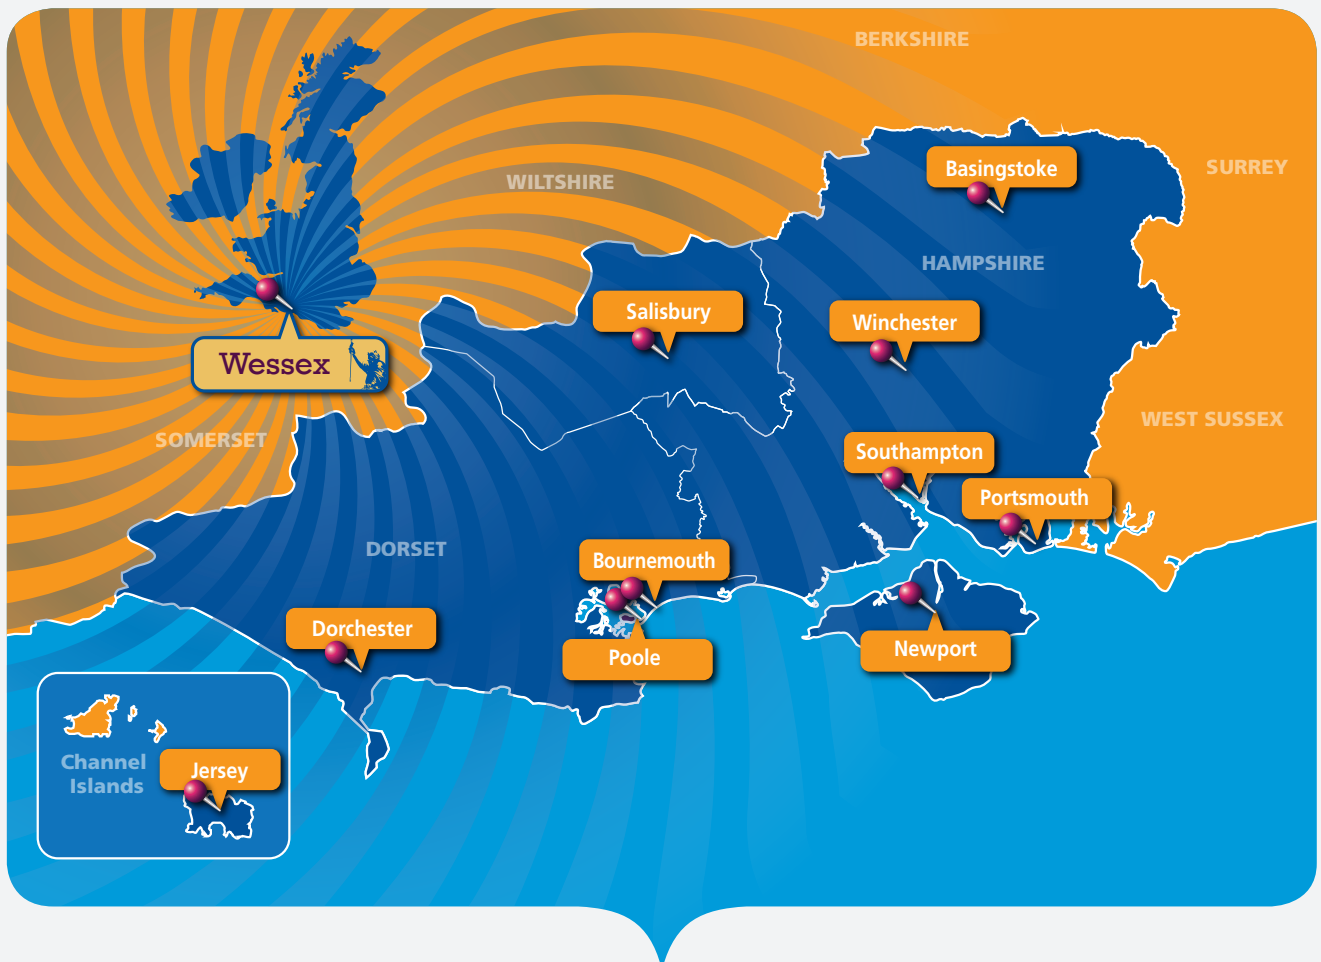 BERKSHIRE
SURREY
Basingstoke
WILTSHIRE
HAMPSHIRE
Salisbury
Winchester
Wessex
WEST SUSSEX
SOMERSET
Southampton
Portsmouth
DORSET
Bournemouth
Dorchester
Poole
Newport
Channel
Islands
Jersey